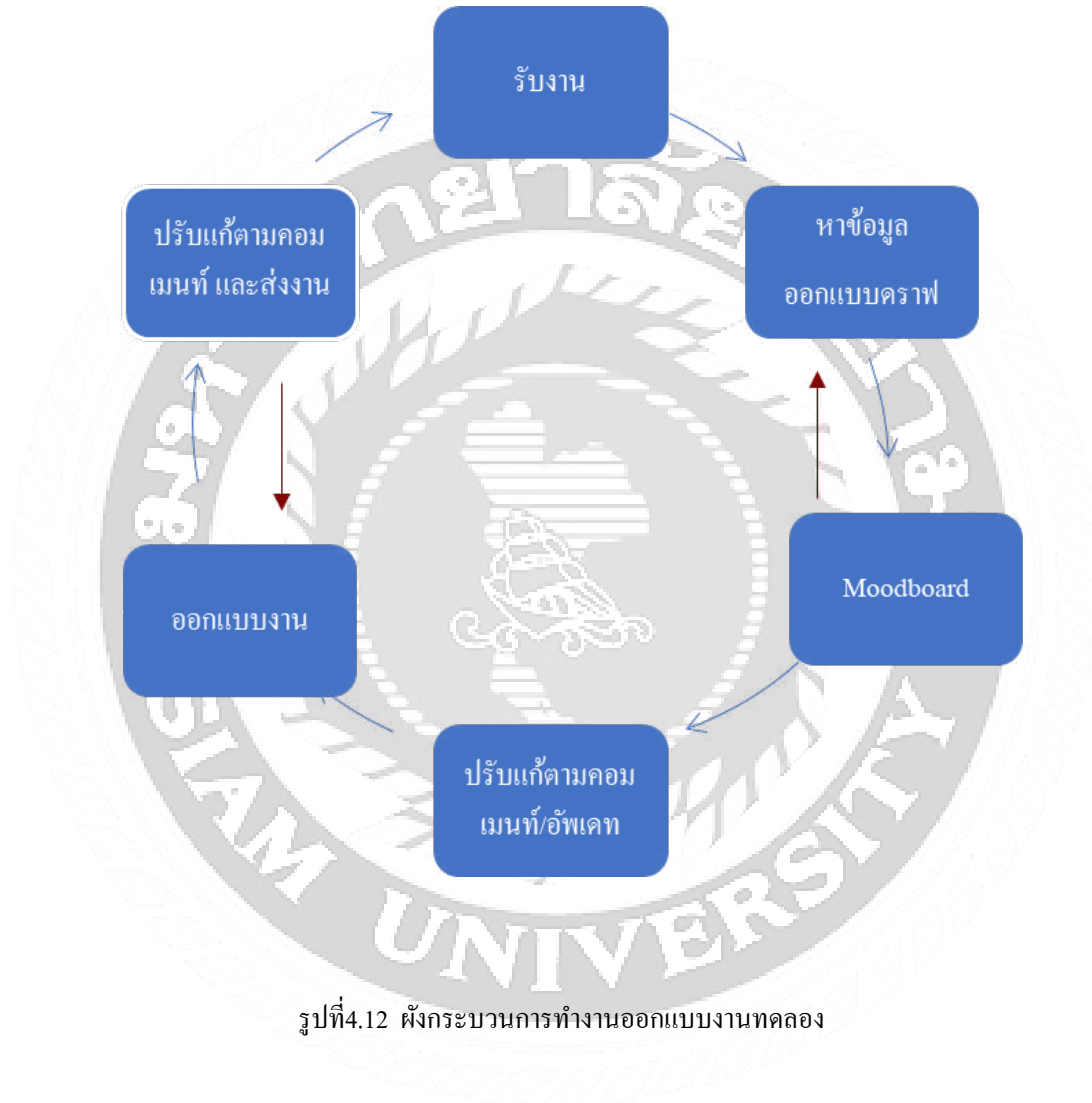 รับงาน
หาข้อมูล
ออกแบบดราฟ
Moodboard
ปรับแก้ตามคอม
เมนท์/อัพเดท
ออกแบบงาน
ปรับแก้ตามคอม
เมนท์ และส่งงาน
SIAM UNIVERSITY
รูปที่4.12 ผังกระบวนการทำงานออกแบบงานทดลอง